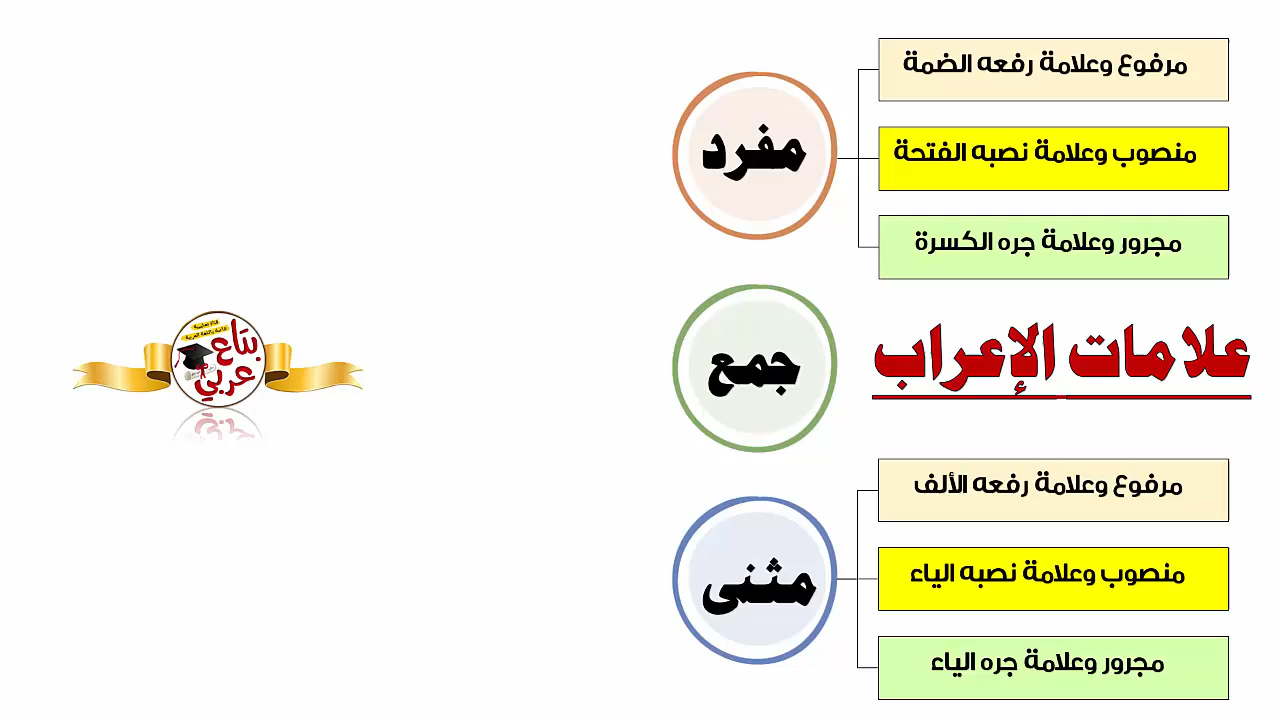 مرفوع وعلامة رفعه الضمة
مفرد
منصوب وعلامة نصبه الفتحة
مجرور وعلامة جره الكسرة
علامات الإعراب
جمع
بتاع
عربي
مرفوع وعلامة رفعه الألف
مثنى
منصوب وعلامة نصبه الياء
مجرور وعلامة جره الياء